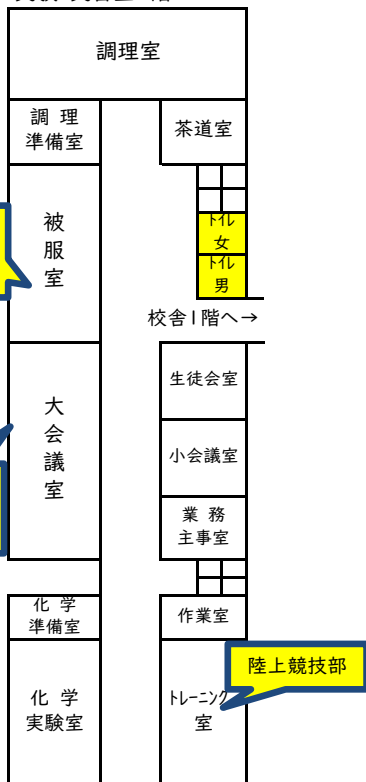 調理室
調 理
準備室
茶道室
被
服
室
ﾄｲﾚ
女
ﾄｲﾚ
男
校舎1階へ→
生徒会室
大
会
議
室
小会議室
業 務
主事室
化 学
準備室
作業室
陸上競技部
化 学
実験室
ﾄﾚｰﾆﾝｸﾞ
室